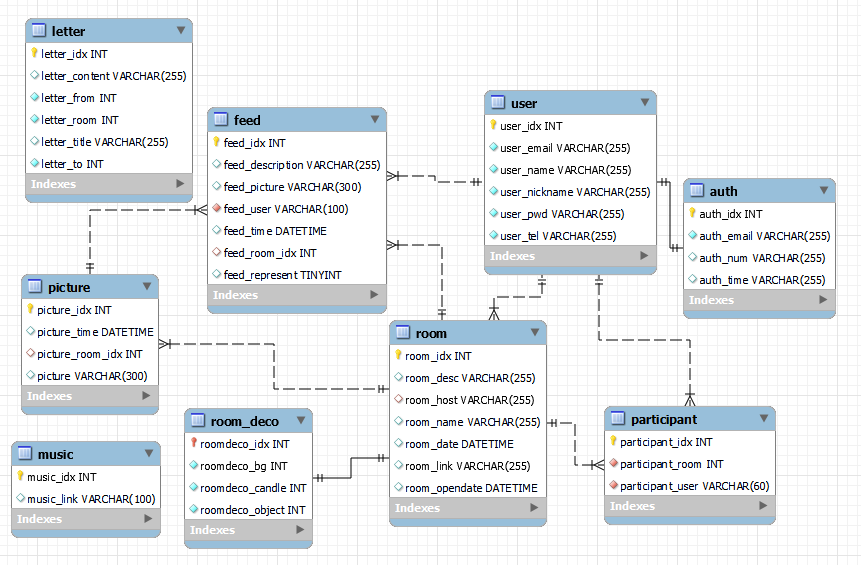 letter
letter_idx INT
letter_content VARCHAR(255)
letter_from INT
letter_room INT
letter_title VARCHAR(255)
letter_to INT
Indexes
feed
feed_idx INT
feed_description VARCHAR(255)
feed_picture VARCHAR(300)
feed_user VARCHAR(100)
feed_time DATETIME
feed_room_idx INT
feed_represent TINYINT
Indexes
user
user_idx INT
user_email VARCHAR(255)
user_name VARCHAR(255)
user_nickname VARCHAR(255)
user_pwd VARCHAR(255)
user_tel VARCHAR(255)
Indexes
auth
auth_idx INT
auth_email VARCHAR(255)
auth_num VARCHAR(255)
auth_time VARCHAR(255)
Indexes
picture
picture_idx INT
picture_time DATETIME
picture_room_idx INT
picture VARCHAR(300)
Indexes
room
room_idx INT
room_desc VARCHAR(255)
room_host VARCHAR(255)
room_name VARCHAR(255)
room_date DATETIME
room_link VARCHAR(255)
room_opendate DATETIME
Indexes
room_deco
roomdeco_idx INT
roomdeco_bg INT
roomdeco_candle INT
roomdeco_object INT
Indexes
participant
participant_idx INT
participant_room INT
participant_user VARCHAR(60)
Indexes
music
music_idx INT
music_link VARCHAR(100)
Indexes